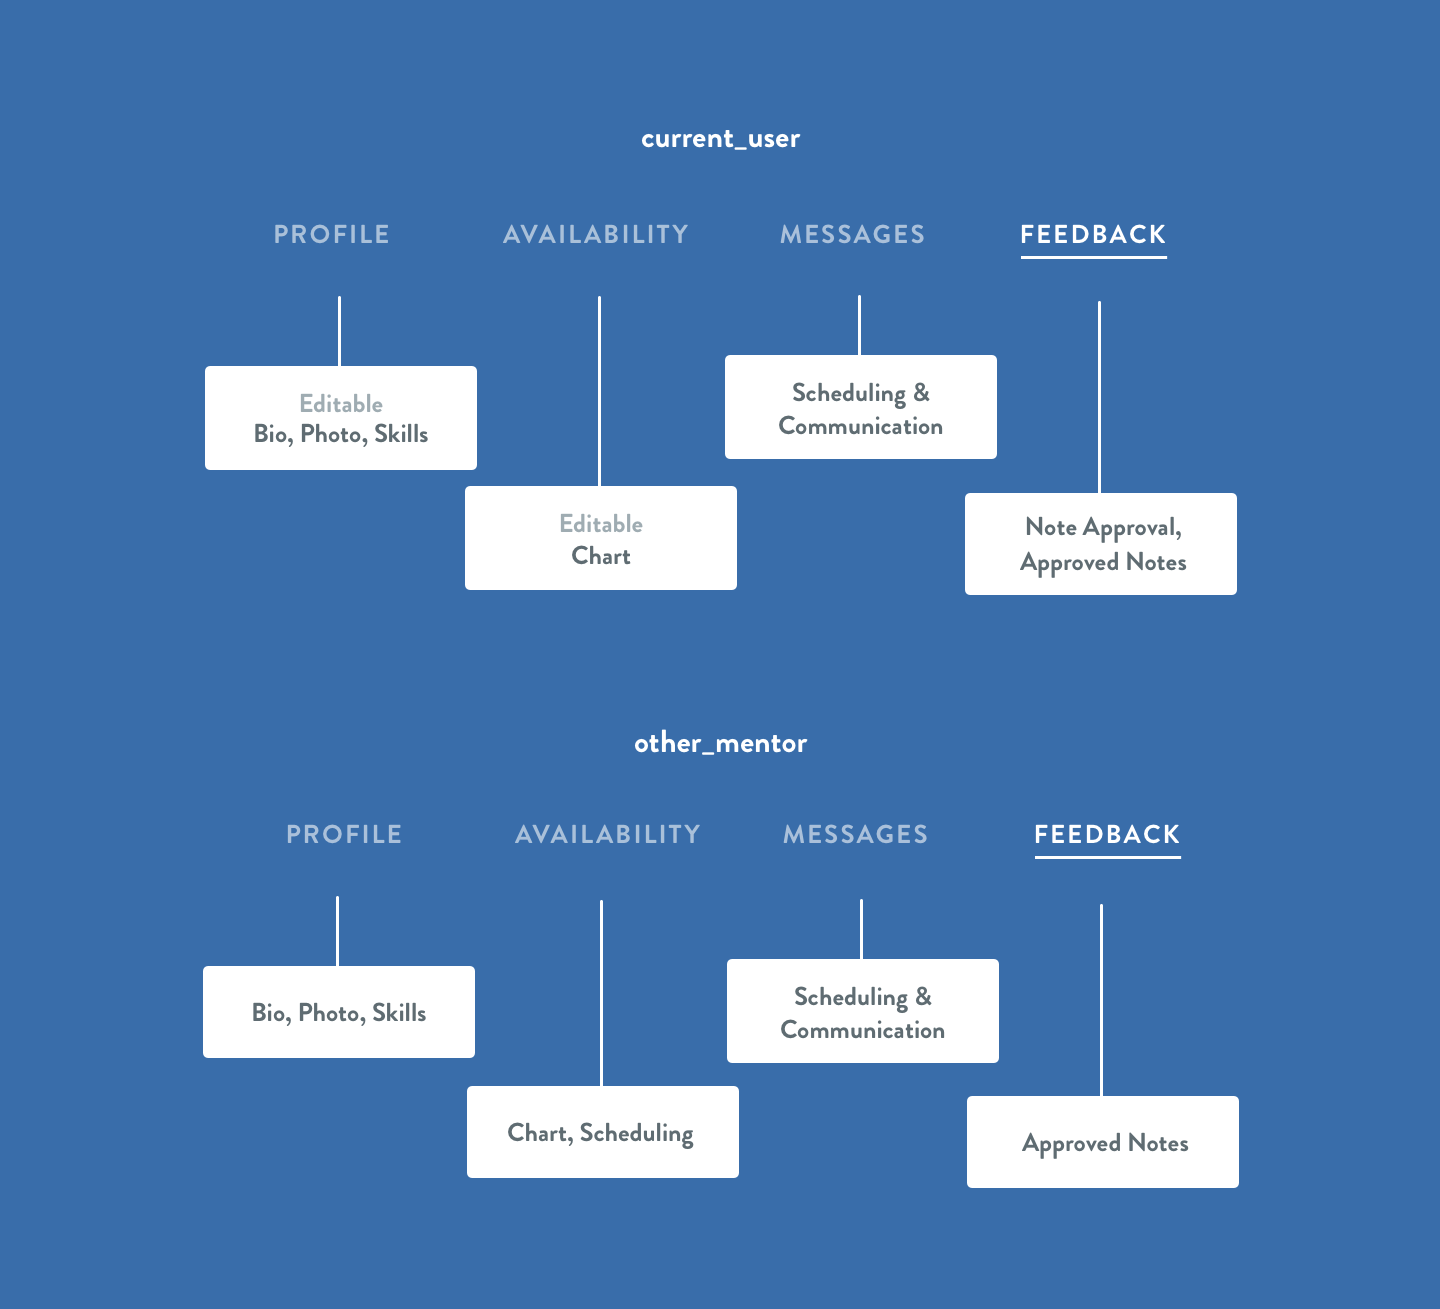 current_user
PROFILE
AVAILABILITY
MESSAGES
FEEDBACK
Editable
Bio, Photo, Skills
Editable
Chart
Scheduling &
Communication
Note Approval,
Approved Notes
other_mentor
PROFILE
AVAILABILITY
MESSAGES
FEEDBACK
Bio, Photo, Skills
Chart, Scheduling
Scheduling &
Communication
Approved Notes